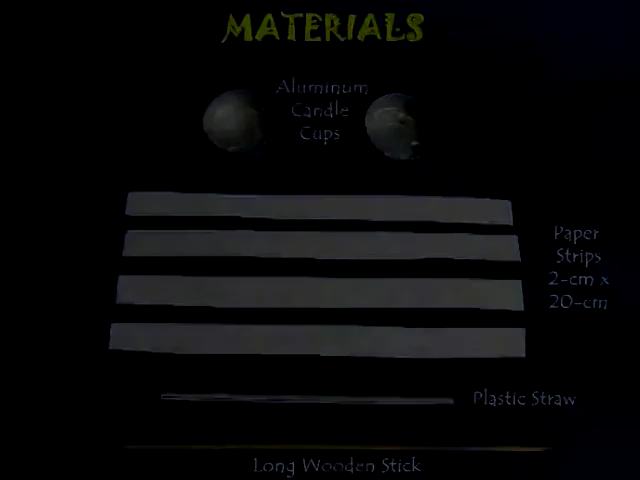 MATERIALS
Aluminum
Candle
Cups
Paper
Strips
2-cm x
20-cm
Plastic Straw
Long Wooden Stick